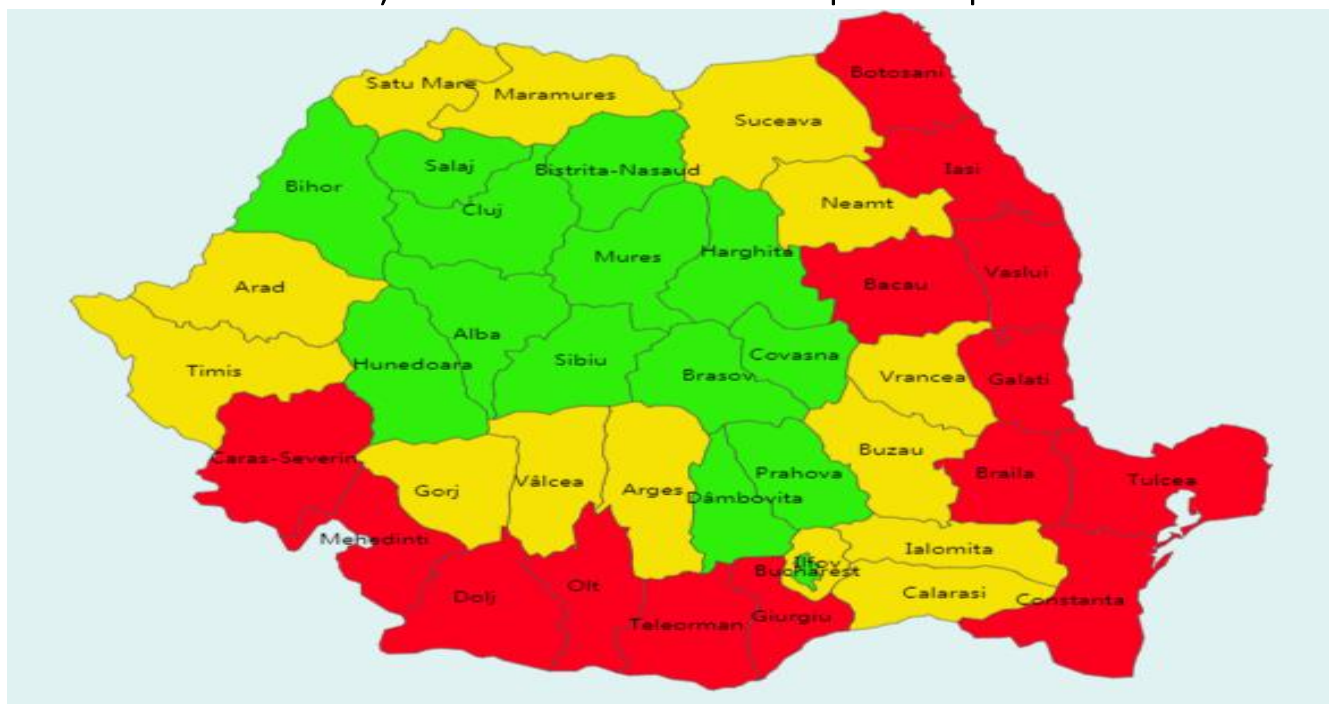 Botosani
Satu Mare
Maramures
Suceava
Salaj
Bistrita-Nasaud
Iasi
Bihor
Cluj
Neamt
Mures
Harghita
Vaslui
Arad
Bacau
Alba
Hunedoara
Sibiu
Covasna
Timis
Brasov
Vrancea
Galati
Caras-Severin
Buzau
Prahova
Braila
Tulcea
Gorj
Vâlcea
Arges
Dâmbovita
Mehedinti
Ialomita
Ilfov
Bucharest
Calarasi
Constanta
Dolj
Olt
Teleorman
Giurgiu